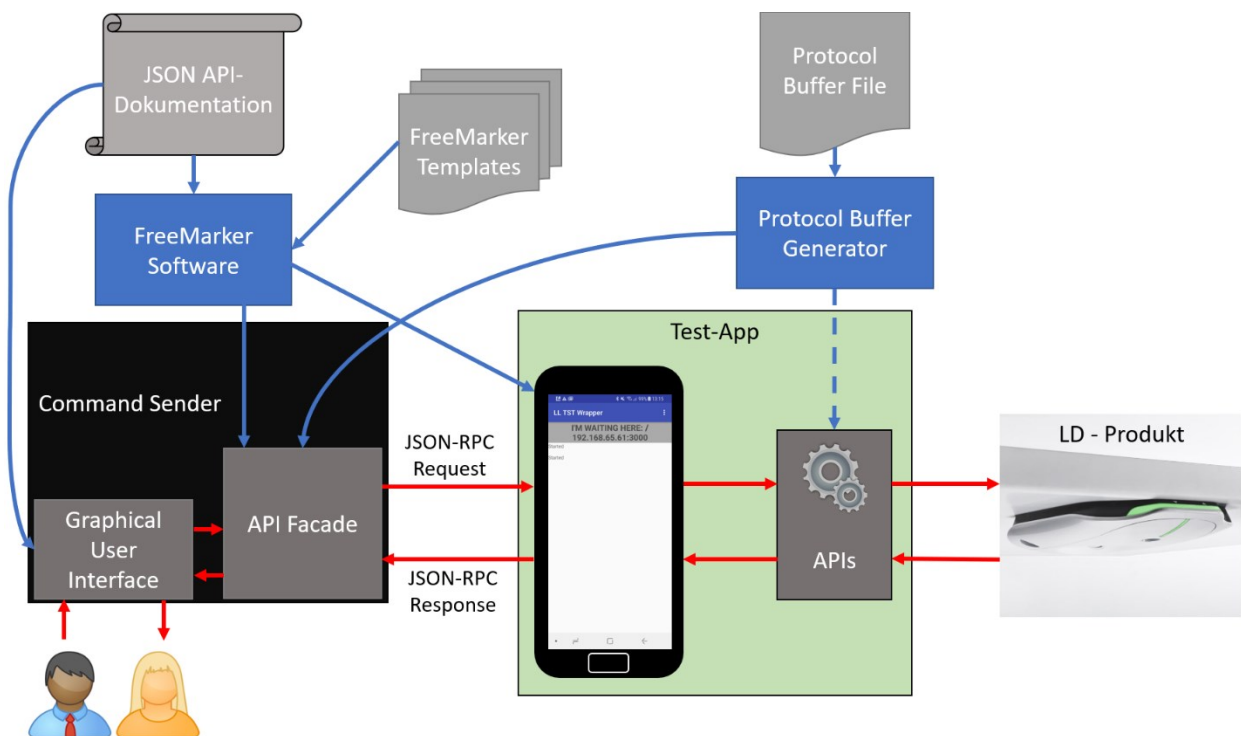 JSON API-
Dokumentation
FreeMarker
Templates
Protocol
Buffer File
FreeMarker
Software
Protocol Buffer
Generator
Command Sender
Test-App
LL TST Wrapper
I'M WAITING HERE: /
192.168.65.61:3000
Started
Started
JSON-RPC
Request
API Facade
Graphical
User
Interface
JSON-RPC
Response
APIs
LD - Produkt